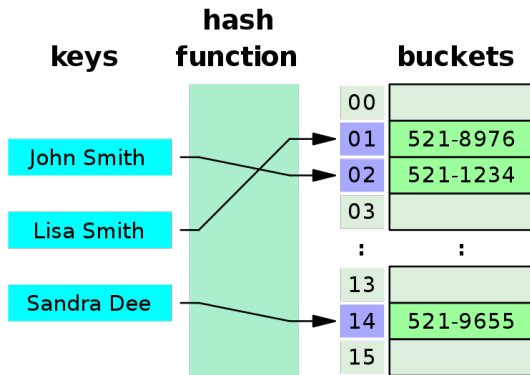 hash
keys function buckets
00
01 521-8976
John Smith
02 521-1234
03
Lisa Smith
: :
13
Sandra Dee
14 521-9655
15